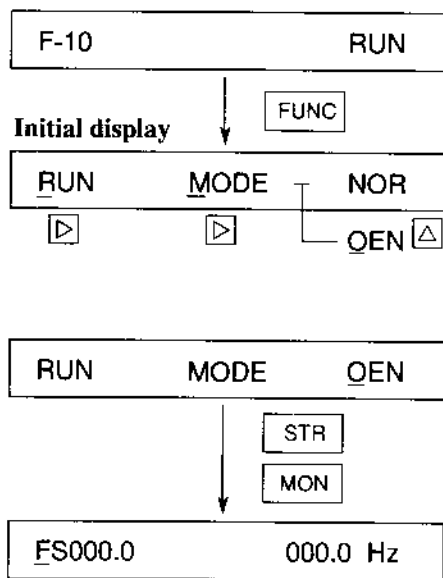 F-10 RUN
FUNC
Initial display
RUN MODE NOR
OEN
RUN MODE OEN
STR
MON
FS000.0 000.0 Hz